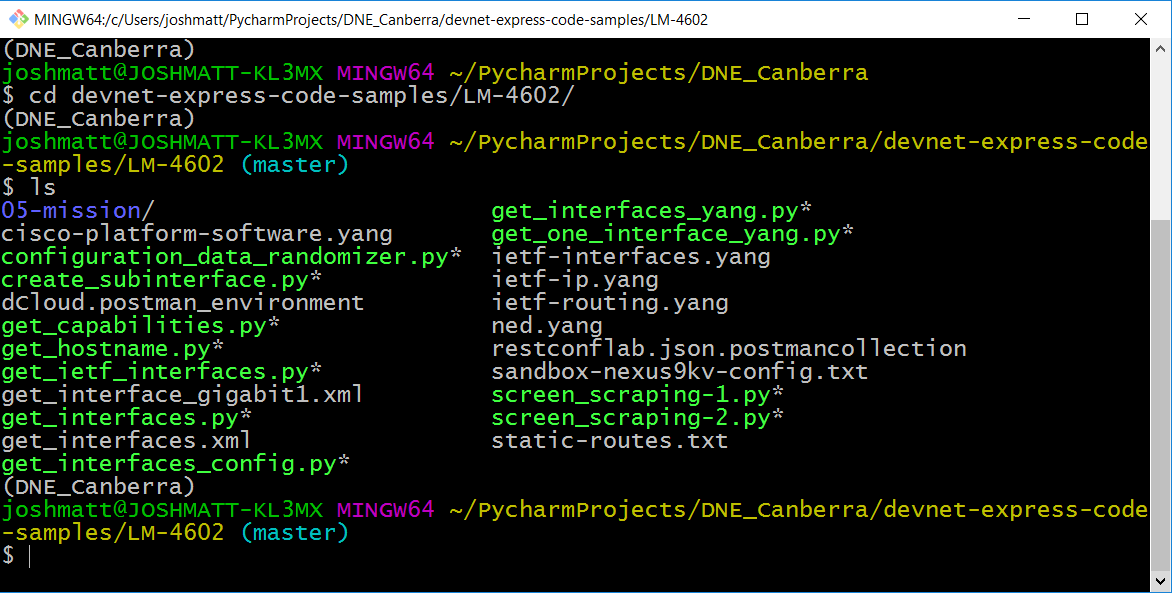 MINGW64:/c/Users/joshmatt/PycharmProjects/DNE_Canberra/devnet-express-code-samples/LM-4602
(DNE_Canberra)
joshmatt@JOSHMATT-KL3MX MINGW64 ~/PycharmProjects/DNE_Canberra
$ cd devnet-express-code-samples/LM-4602/
(DNE_Canberra)
joshmatt@JOSHMATT-KL3MX MINGW64 ~/PycharmProjects/DNE_Canberra/devnet-express-code
-samples/LM-4602 (master)
$ ls
05-mission/ get_interfaces_yang.py*
cisco-platform-software.yang get_one_interface_yang.py*
configuration_data_randomizer.py* ietf-interfaces.yang
create_subinterface.py* ietf-ip.yang
dCloud.postman_environment ietf-routing.yang
get_capabilities.py* ned.yang
get_hostname.py* restconflab.json.postmancollection
get_ietf_interfaces.py* sandbox-nexus9kv-config.txt
get_interface_gigabit1.xml screen_scraping-1.py*
get_interfaces.py* screen_scraping-2.py*
get_interfaces.xml static-routes.txt
get_interfaces_config.py*
(DNE_Canberra)
joshmatt@JOSHMATT-KL3MX MINGW64 ~/PycharmProjects/DNE_Canberra/devnet-express-code
-samples/LM-4602 (master)
$